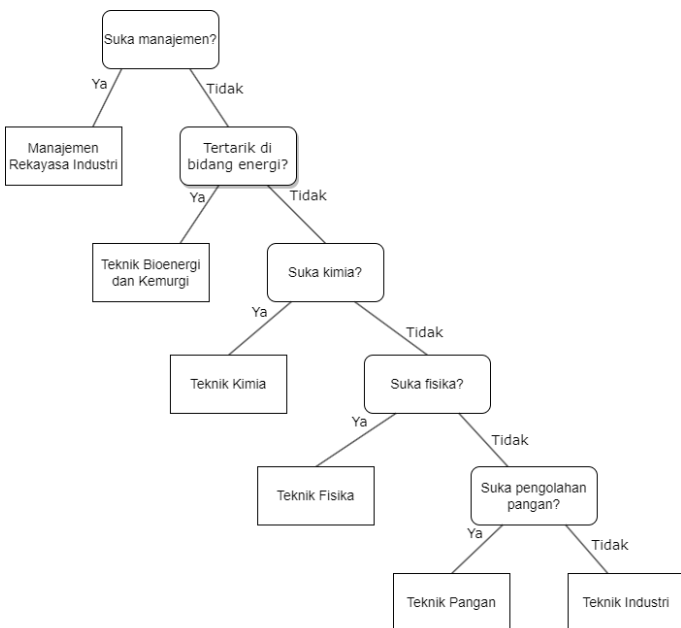 Suka manajemen?
Ya
Tidak
Manajemen
Rekayasa Industri
Tertarik di
bidang energi?
Ya
Tidak
Teknik Bioenergi
dan Kemurgi
Suka kimia?
Ya
Tidak
Teknik Kimia
Suka fisika?
Ya
Tidak
Teknik Fisika
Suka pengolahan
pangan?
Ya
Tidak
Teknik Pangan
Teknik Industri